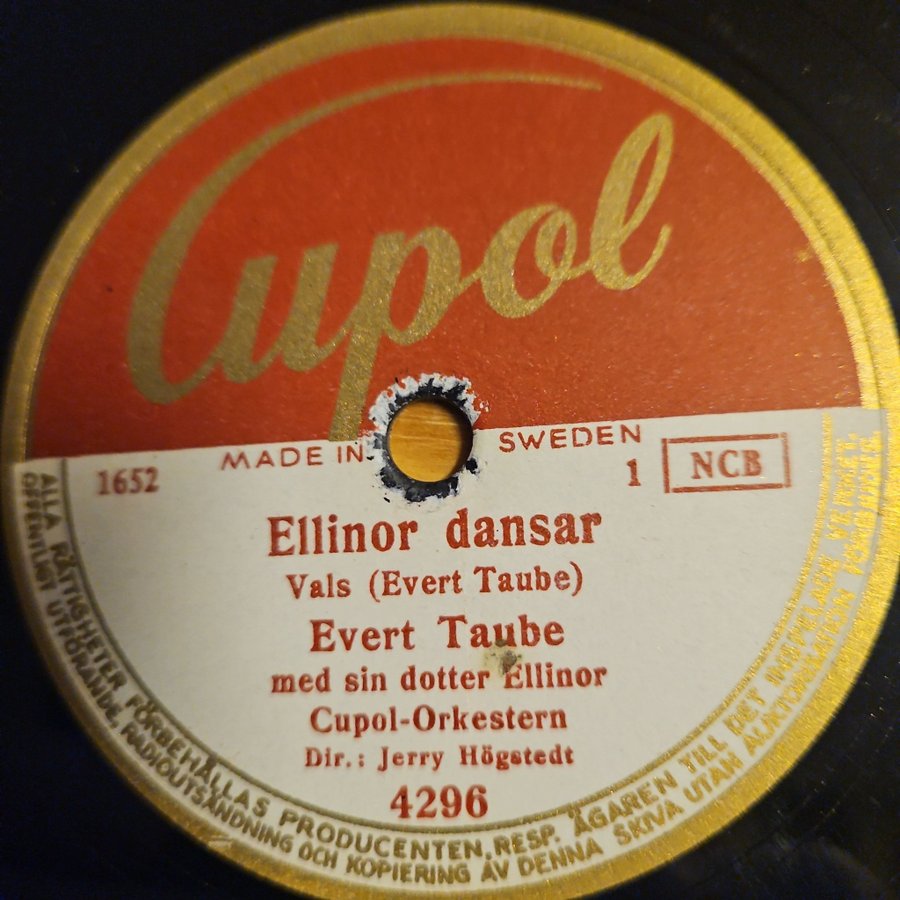 Cupol
MADE IN SWEDEN
1652
1 NCB
Ellinor dansar
Vals (Evert Taube)
Evert Taube
med sin dotter Ellinor
Cupol-Orkestern
Dir.: Jerry Högstedt
4296
ALLA RÄTTIGHETER FÖRBEHÅLLAS PRODUCENTEN, RESP. ÄGAREN TILL DET INSPELADE VERKET.
OFFENTLIGT UTFÖRANDE, RADIOUTSÄNDNING OCH KOPIERING AV DENNA SKIVA UTAN AUKTORISATION FÖRBJUDES.